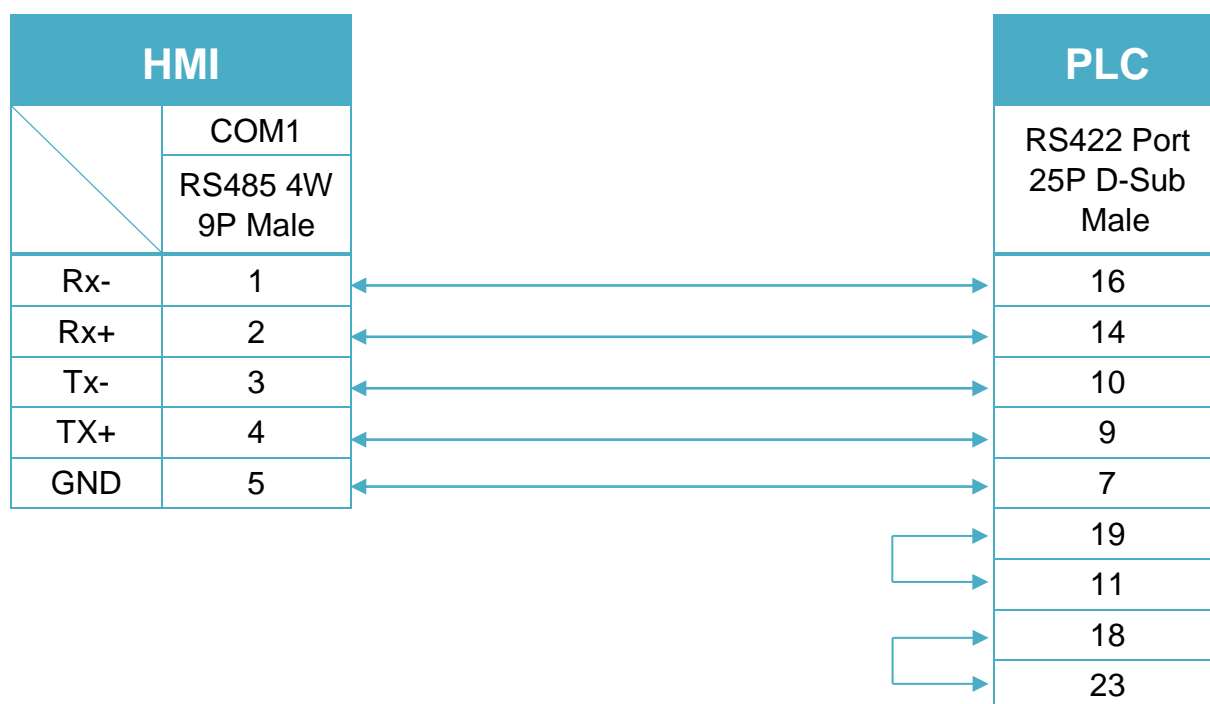 HMI
PLC
COM1
RS485 4W
9P Male
RS422 Port
25P D-Sub
Male
Rx- 1 16
Rx+ 2 14
Tx- 3 10
TX+ 4 9
GND 5 7
19
11
18
23